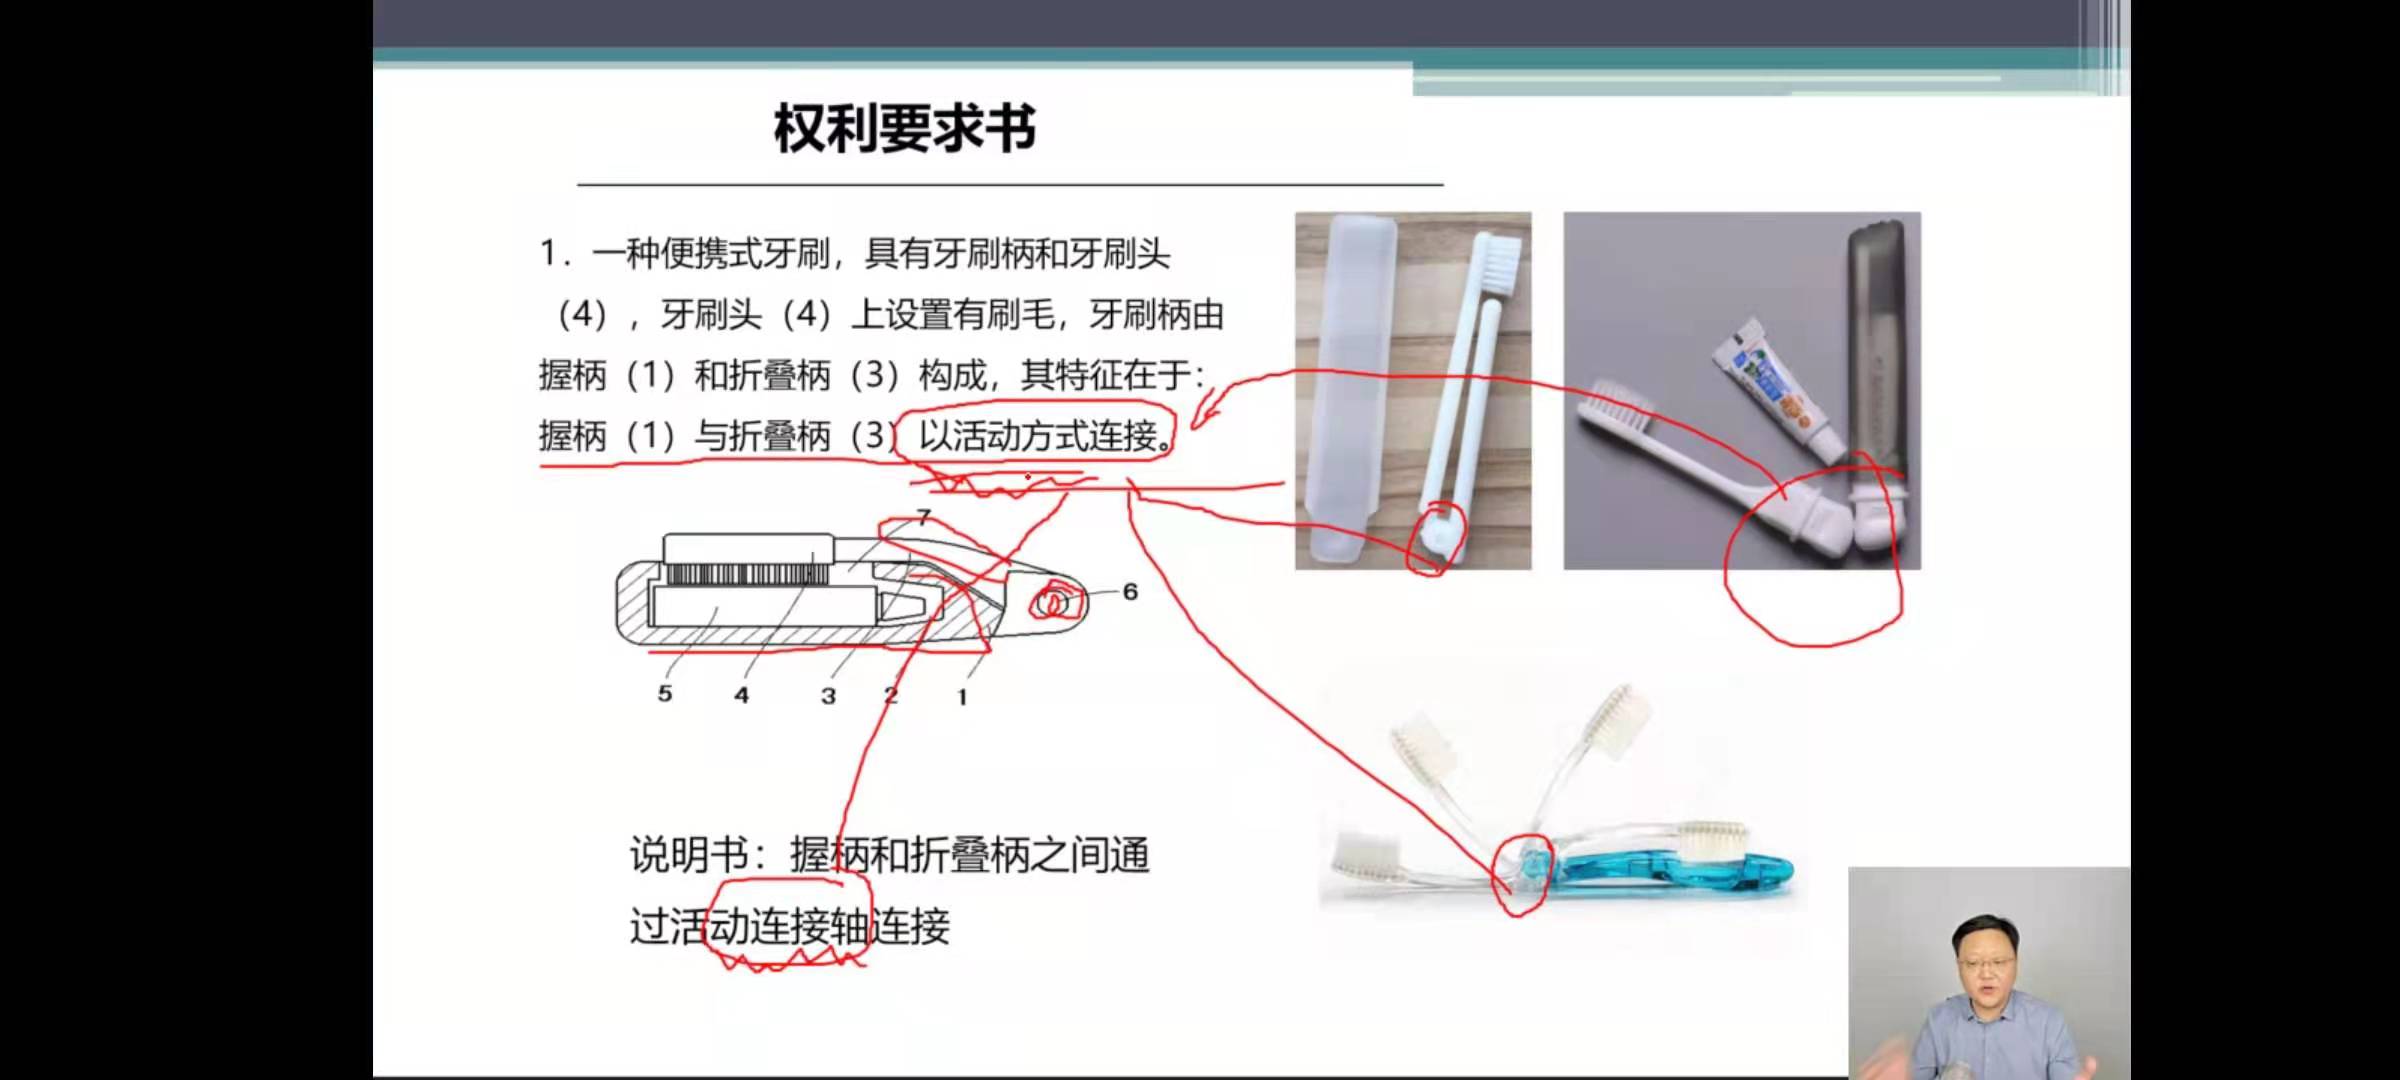 权利要求书
1. 一种便携式牙刷，具有牙刷柄和牙刷头
（4），牙刷头（4）上设置有刷毛，牙刷柄由
握柄（1）和折叠柄（3）构成，其特征在于：
握柄（1）与折叠柄（3）以活动方式连接。
7
6
5 4 3 2 1
说明书：握柄和折叠柄之间通
过活动连接轴连接